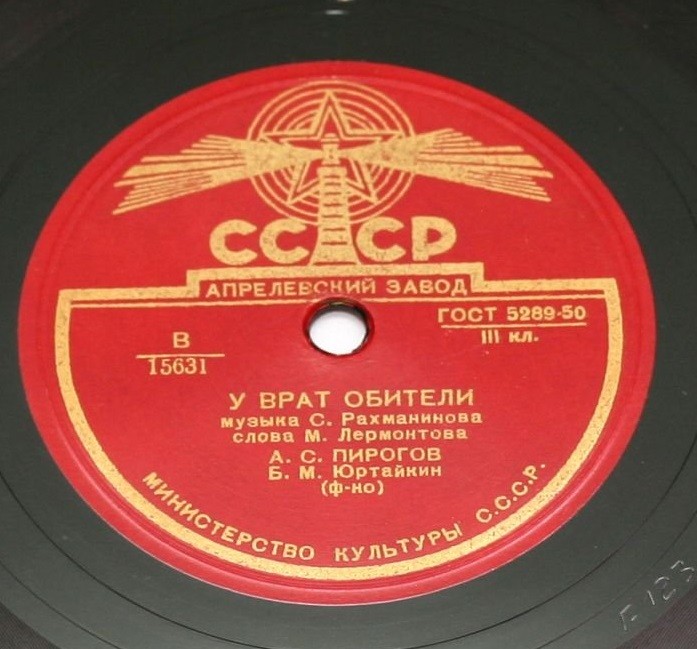 СССР
АПРЕЛЕВСКИЙ ЗАВОД
В
15631
ГОСТ 5289-50
III кл.
У ВРАТ ОБИТЕЛИ
музыка С. Рахманинова
слова М. Лермонтова
А. С. ПИРОГОВ
Б. М. Юртайкин
(ф-но)
МИНИСТЕРСТВО КУЛЬТУРЫ С.С.С.Р.